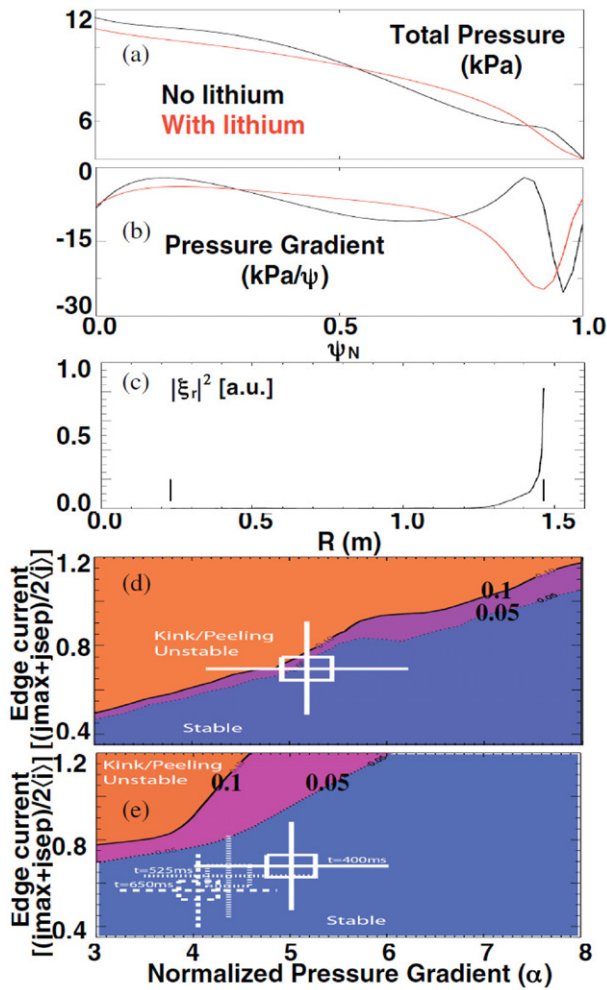 12
(a)
Total Pressure
(kPa)
No lithium
With lithium
6
0
(b)
Pressure Gradient
(kPa/ψ)
-15
-30
0.0
0.5
1.0
ψN
(c)
|ξr|² [a.u.]
1.0
0.5
0.0
0.0
0.5
1.0
1.5
R (m)
Edge current
[(jmax+jsep)/2⟨j⟩]
1.2
(d)
0.1
0.05
Kink/Peeling
Unstable
0.8
Stable
0.4
Edge current
[(jmax+jsep)/2⟨j⟩]
1.2
Kink/Peeling
Unstable
(e)
0.1
0.05
0.8
t=400ms
t=525ms
t=650ms
Stable
0.4
3
4
5
6
7
8
Normalized Pressure Gradient (α)